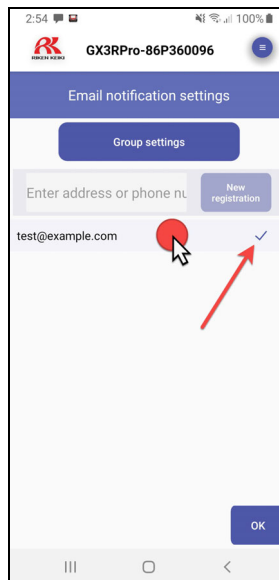 2:54
100%
RIKEN KEIKI
GX3RPro-86P360096
Email notification settings
Group settings
Enter address or phone nu
New
registration
test@example.com
OK